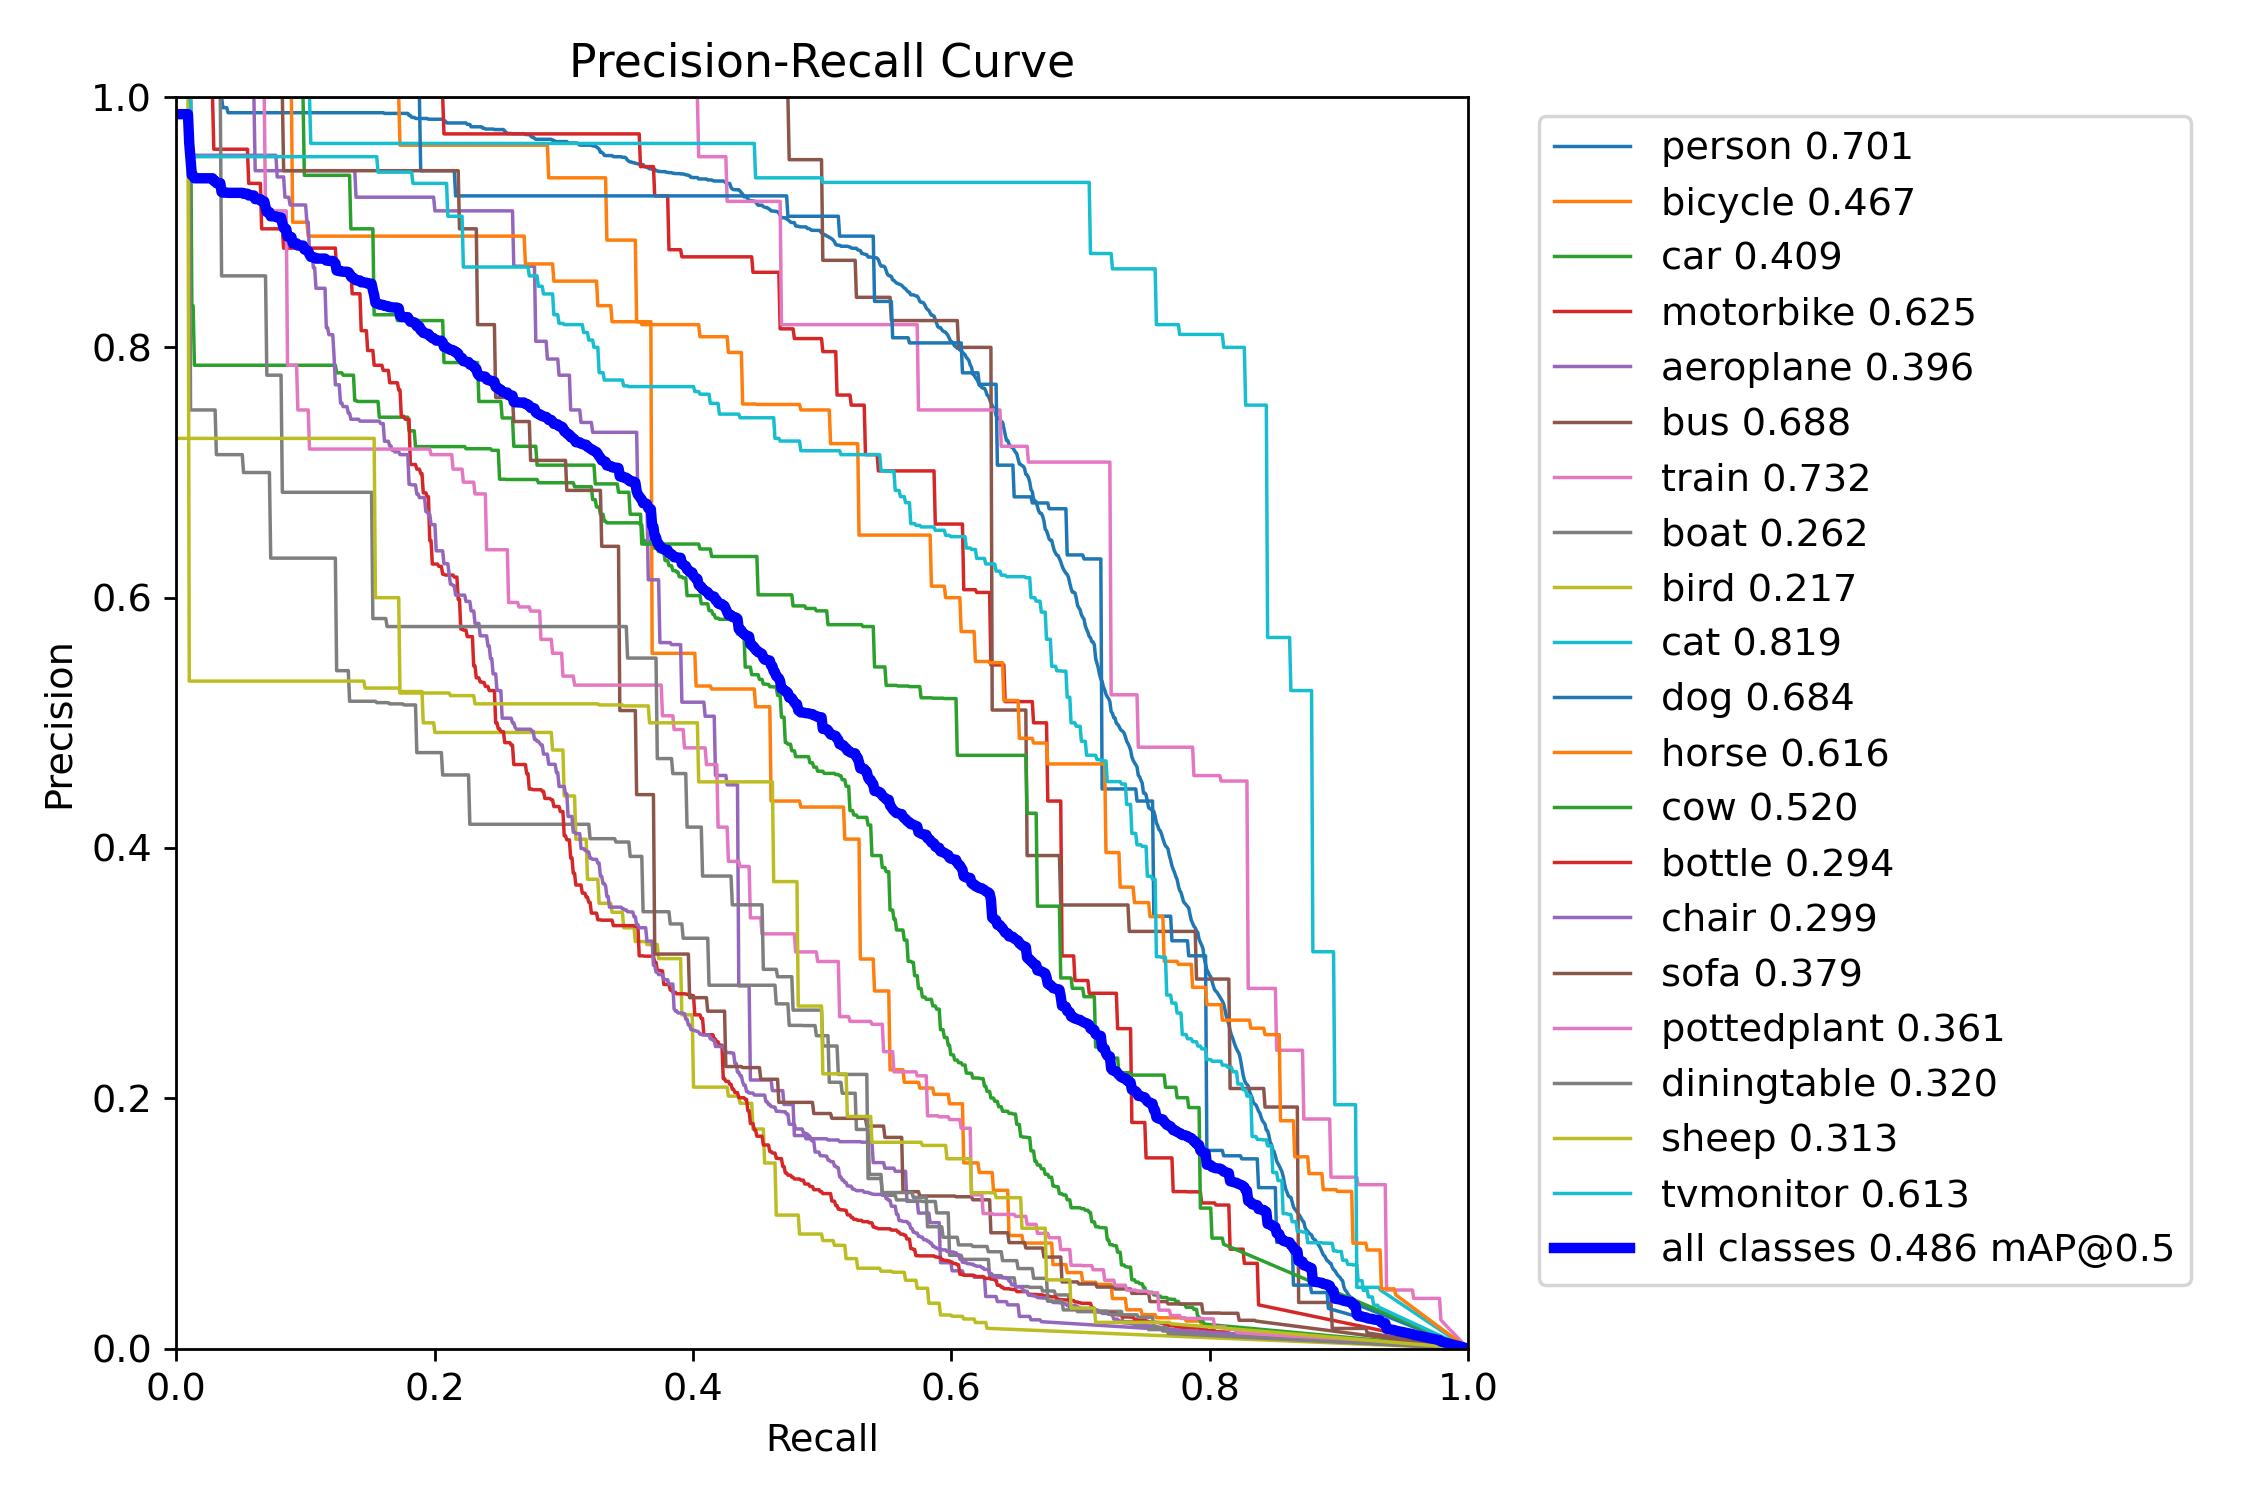 Precision-Recall Curve
1.0
0.8
0.6
0.4
0.2
0.0
Precision
0.0 0.2 0.4 0.6 0.8 1.0
Recall
person 0.701
bicycle 0.467
car 0.409
motorbike 0.625
aeroplane 0.396
bus 0.688
train 0.732
boat 0.262
bird 0.217
cat 0.819
dog 0.684
horse 0.616
cow 0.520
bottle 0.294
chair 0.299
sofa 0.379
pottedplant 0.361
diningtable 0.320
sheep 0.313
tvmonitor 0.613
all classes 0.486 mAP@0.5